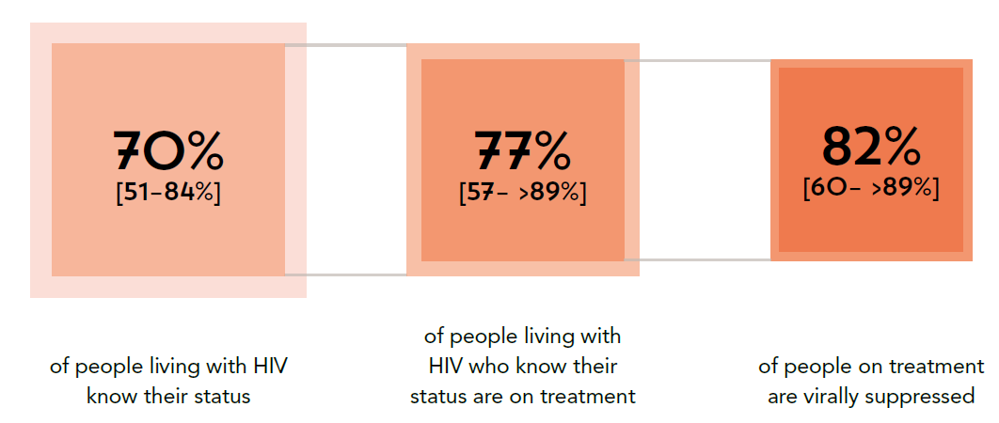 70%
[51–84%]
of people living with HIV
know their status
77%
[57– >89%]
of people living with
HIV who know their
status are on treatment
82%
[60– >89%]
of people on treatment
are virally suppressed